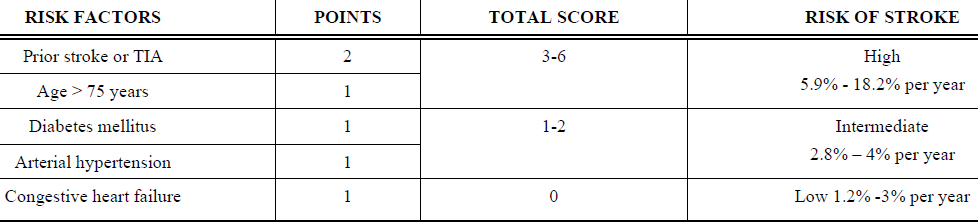 RISK FACTORS POINTS TOTAL SCORE RISK OF STROKE
Prior stroke or TIA 2 3-6 High
5.9% - 18.2% per year
Age > 75 years 1
Diabetes mellitus 1 1-2 Intermediate
2.8% – 4% per year
Arterial hypertension 1
Congestive heart failure 1 0 Low 1.2% -3% per year